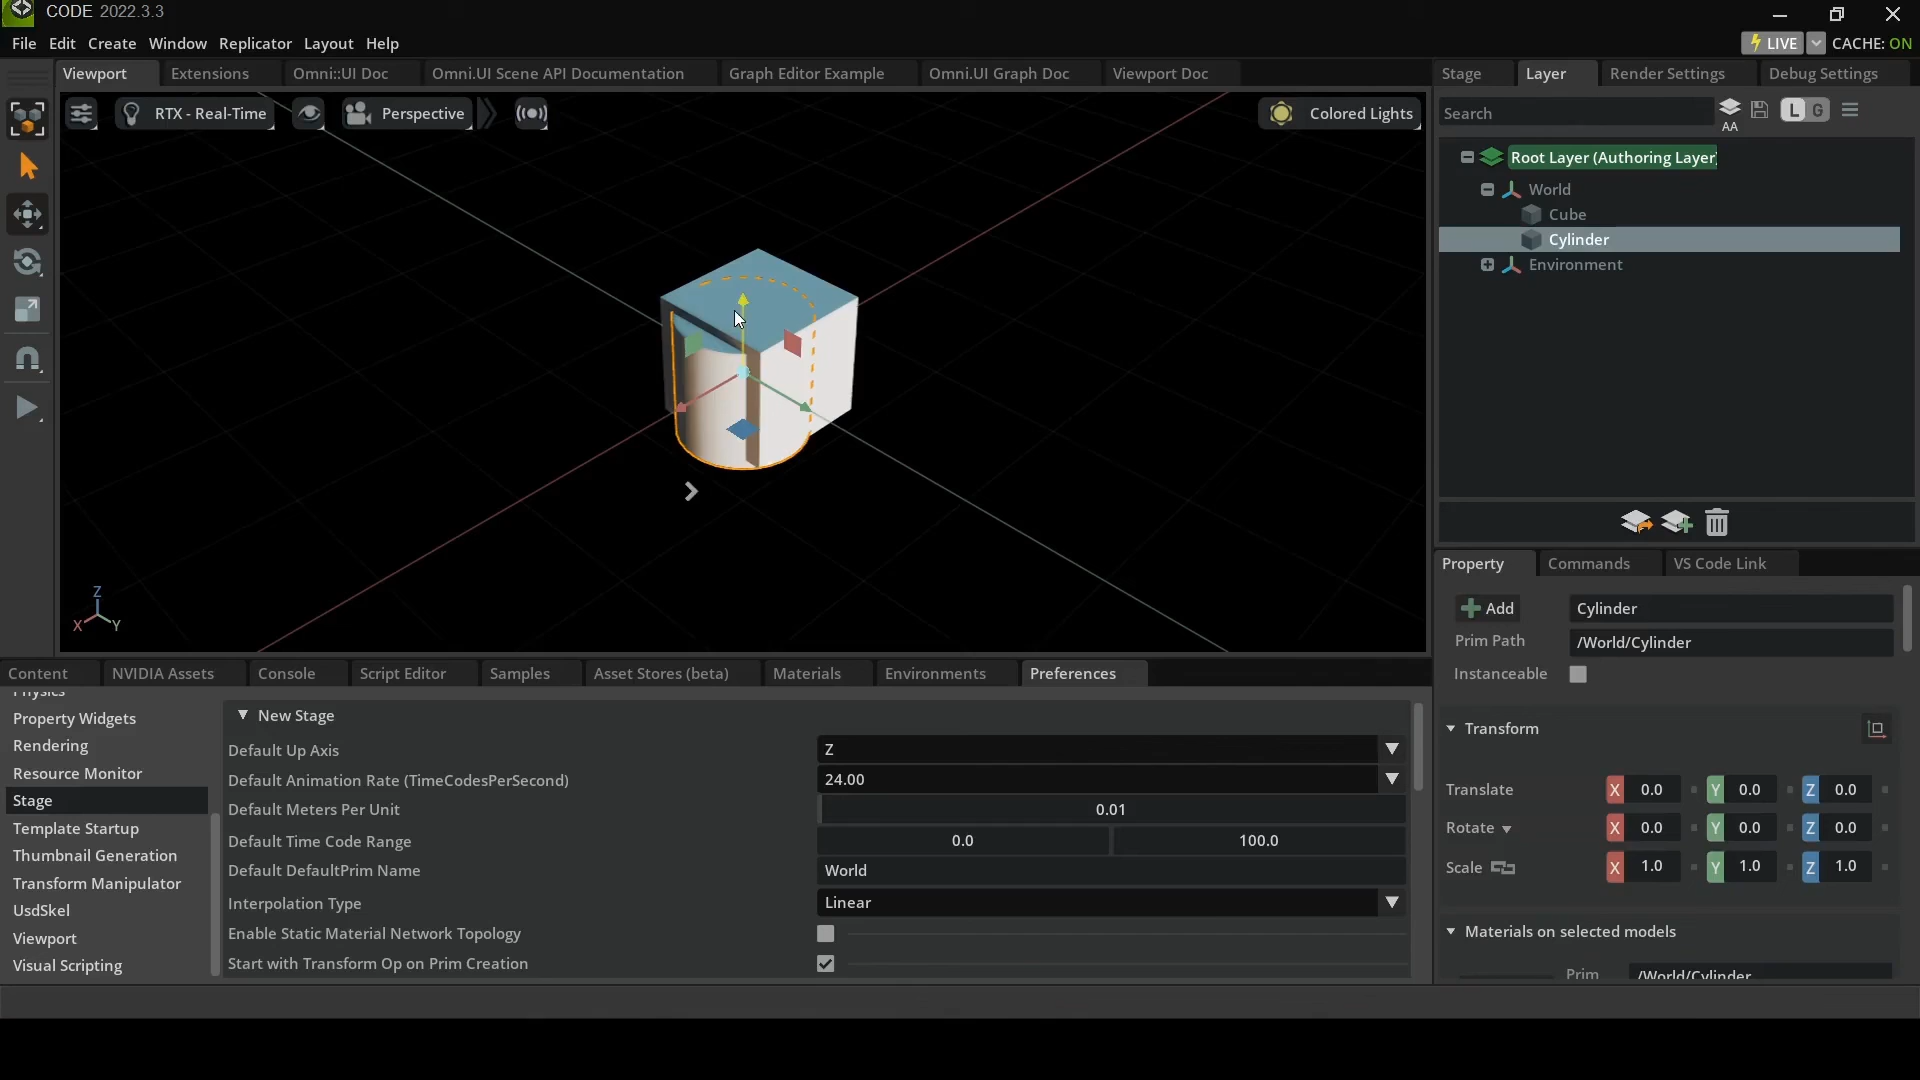 CODE 2022.3.3
File Edit Create Window Replicator Layout Help
LIVE CACHE: ON
Viewport Extensions Omni::UI Doc Omni.UI Scene API Documentation Graph Editor Example Omni.UI Graph Doc Viewport Doc
Stage Layer Render Settings Debug Settings
RTX - Real-Time Perspective Colored Lights
Search AA L G
Root Layer (Authoring Layer)
World
Cube
Cylinder
Environment
Z
X Y
Property Commands VS Code Link
Add Cylinder
Prim Path /World/Cylinder
Instanceable
Transform
Translate X 0.0 Y 0.0 Z 0.0
Rotate X 0.0 Y 0.0 Z 0.0
Scale X 1.0 Y 1.0 Z 1.0
Materials on selected models
Prim /World/Cylinder
Content NVIDIA Assets Console Script Editor Samples Asset Stores (beta) Materials Environments Preferences
Physics
Property Widgets
Rendering
Resource Monitor
Stage
Template Startup
Thumbnail Generation
Transform Manipulator
UsdSkel
Viewport
Visual Scripting
New Stage
Default Up Axis Z
Default Animation Rate (TimeCodesPerSecond) 24.00
Default Meters Per Unit 0.01
Default Time Code Range 0.0 100.0
Default DefaultPrim Name World
Interpolation Type Linear
Enable Static Material Network Topology
Start with Transform Op on Prim Creation